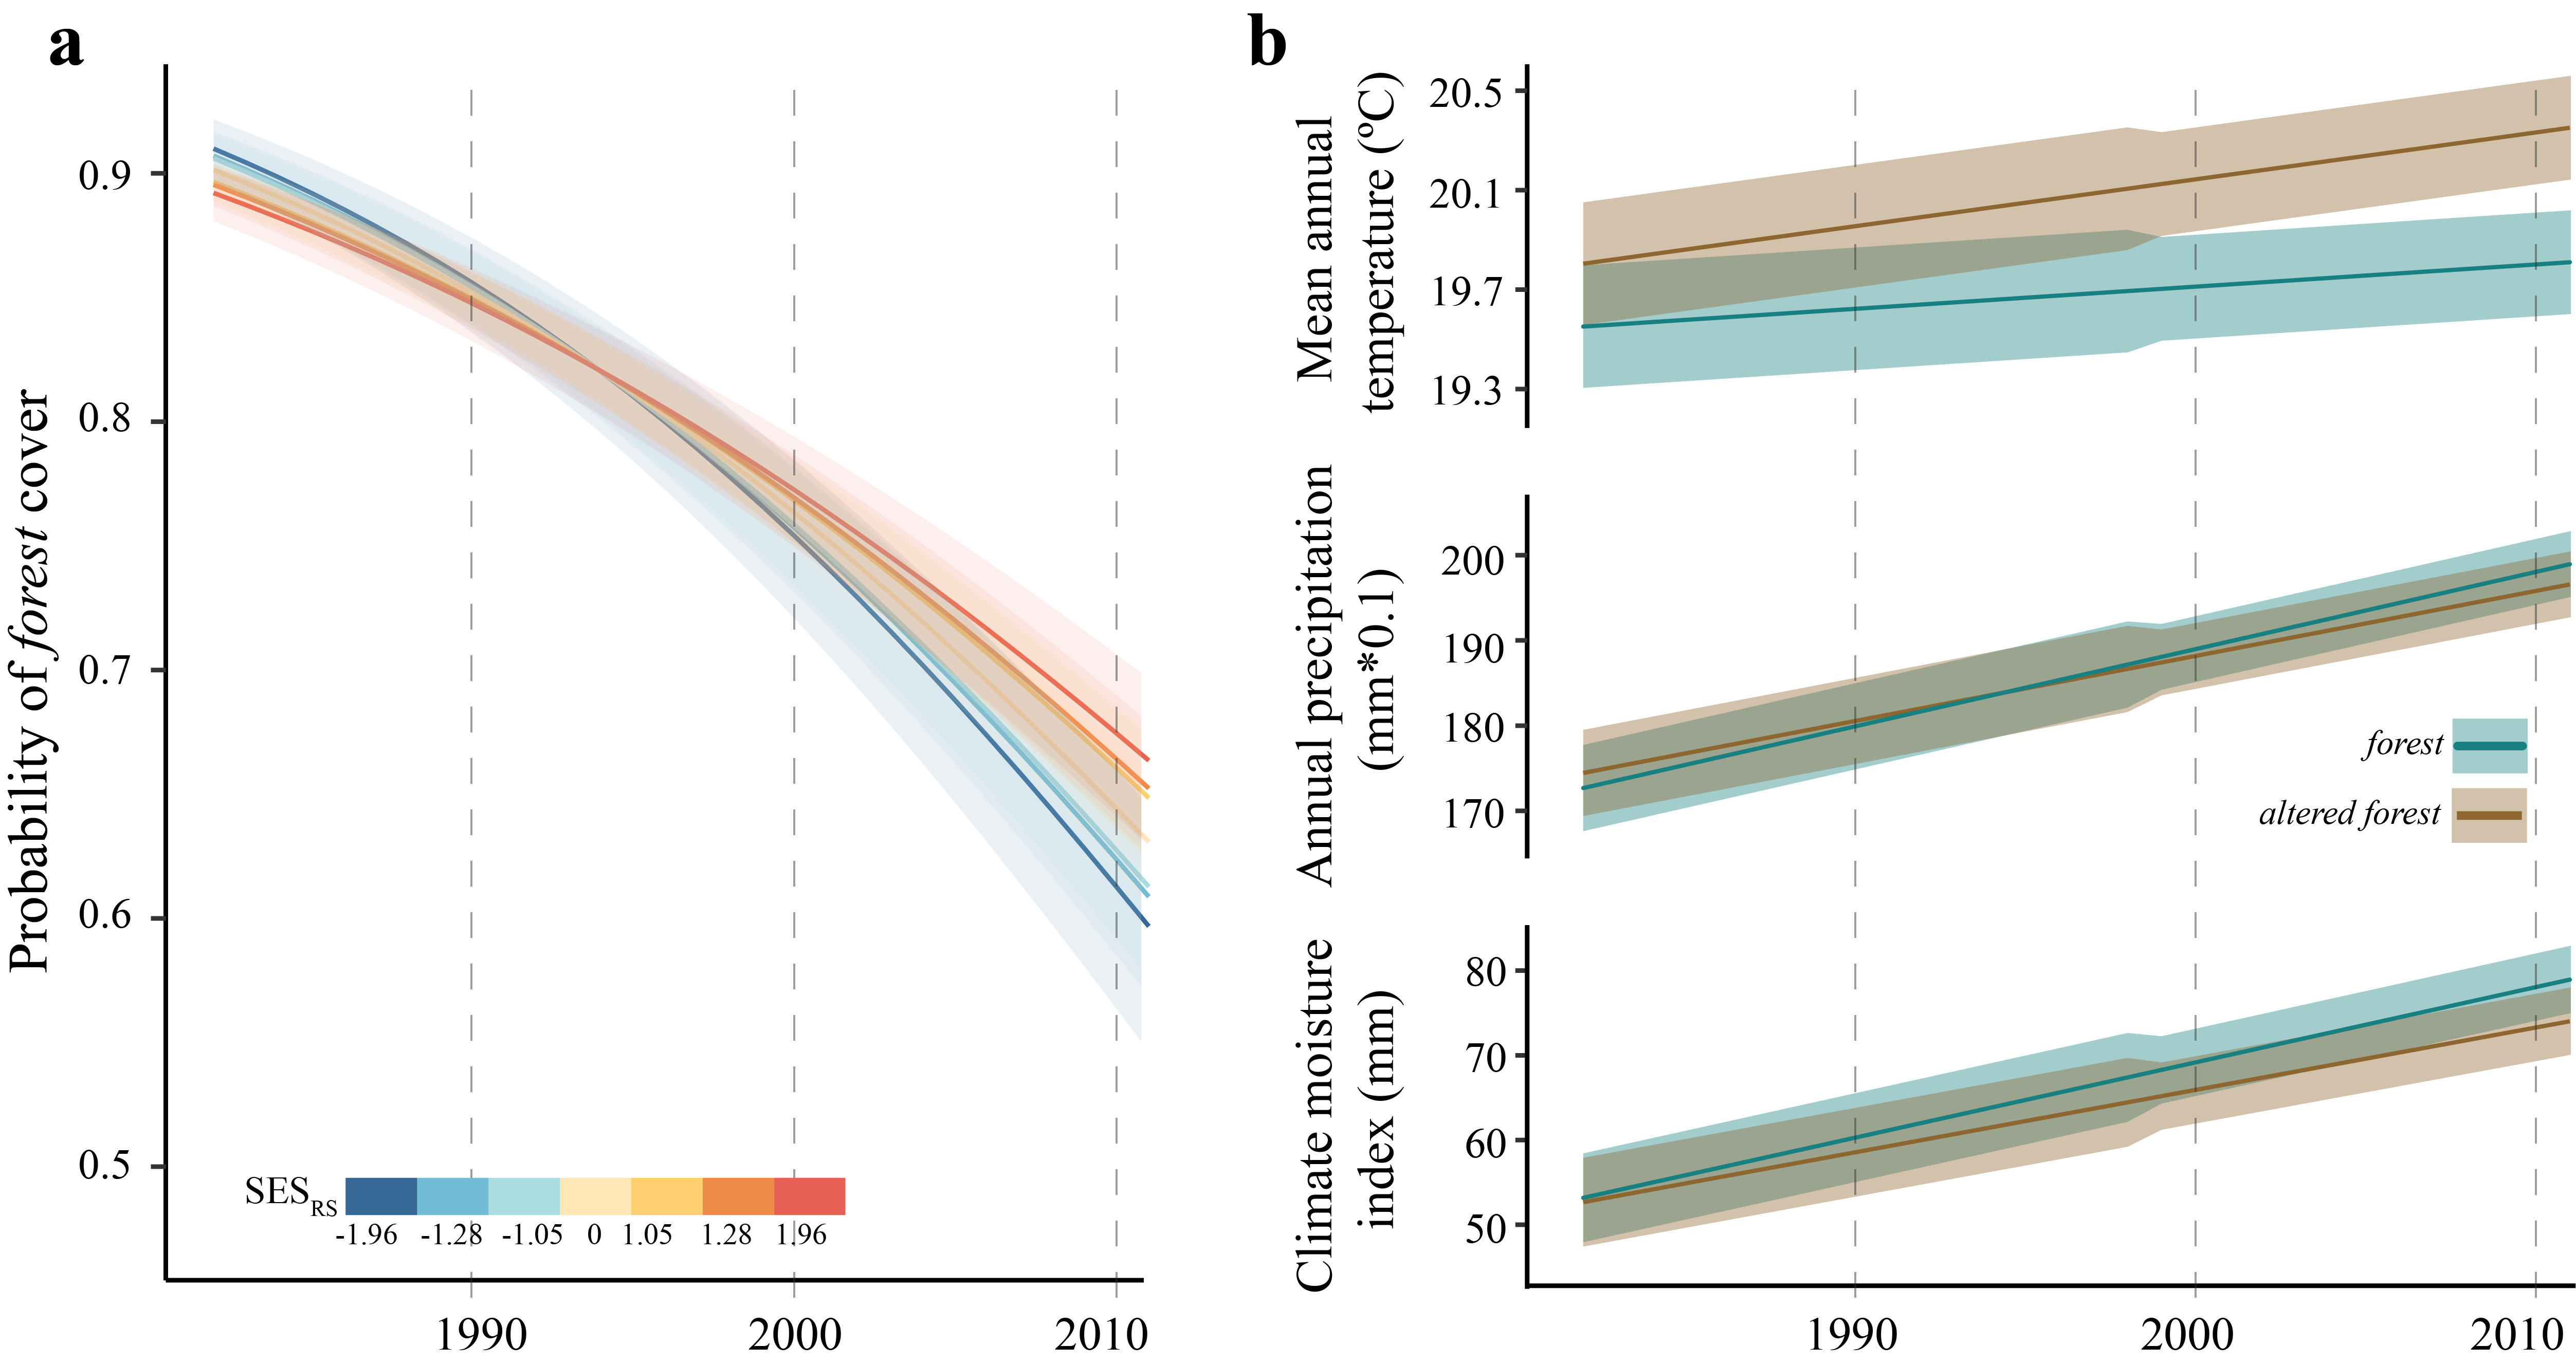 a
Probability of forest cover
0.9
0.8
0.7
0.6
0.5
SESRS
-1.96 -1.28 -1.05 0 1.05 1.28 1.96
1990 2000 2010
b
Mean annual
temperature (ºC)
20.5
20.1
19.7
19.3
Annual precipitation
(mm*0.1)
200
190
180
170
forest
altered forest
Climate moisture
index (mm)
80
70
60
50
1990 2000 2010